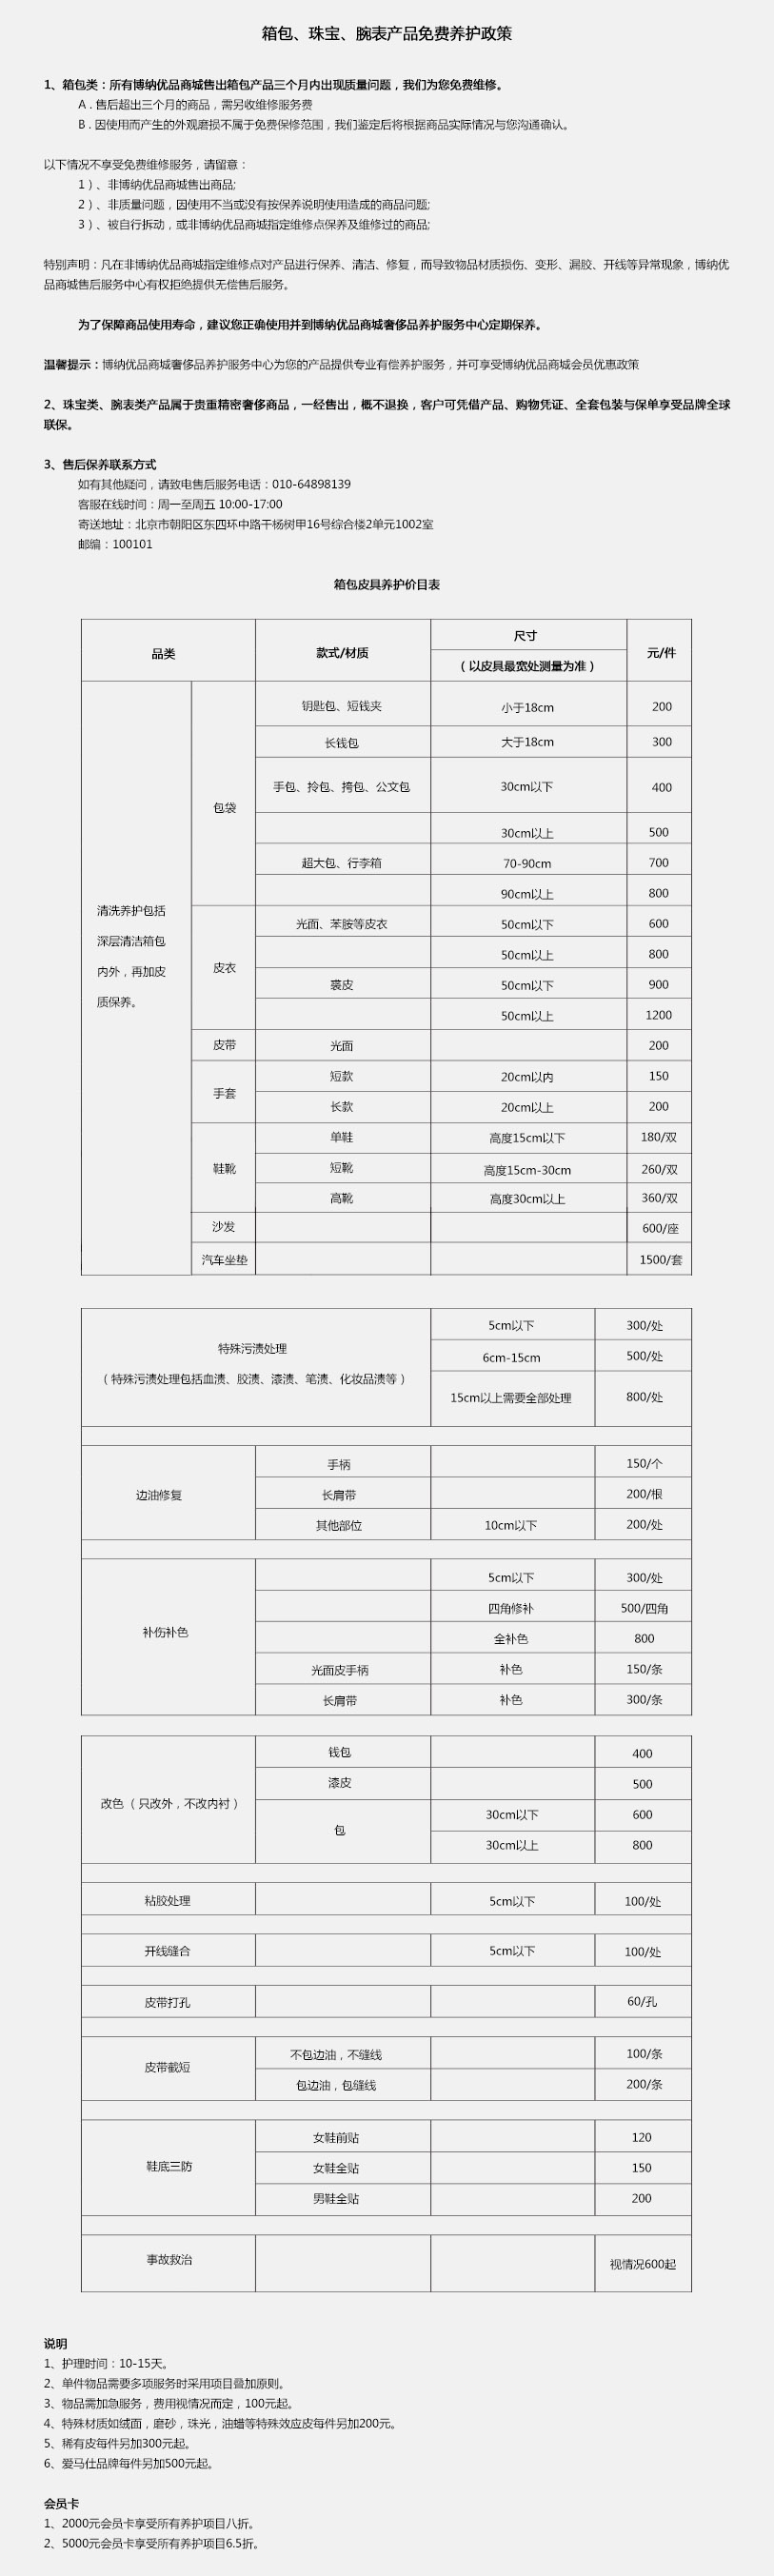 箱包、珠宝、腕表产品免费养护政策
1、箱包类：所有博纳优品商城售出箱包产品三个月内出现质量问题，我们为您免费维修。
A . 售后超出三个月的商品，需另收维修服务费
B . 因使用而产生的外观磨损不属于免费保修范围，我们鉴定后将根据商品实际情况与您沟通确认。
以下情况不享受免费维修服务，请留意：
1 ）、非博纳优品商城售出商品;
2 ）、非质量问题，因使用不当或没有按保养说明使用造成的商品问题;
3 ）、被自行拆动，或非博纳优品商城指定维修点保养及维修过的商品;
特别声明：凡在非博纳优品商城指定维修点对产品进行保养、清洁、修复，而导致物品材质损伤、变形、漏胶、开线等异常现象，博纳优
品商城售后服务中心有权拒绝提供无偿售后服务。
为了保障商品使用寿命，建议您正确使用并到博纳优品商城奢侈品养护服务中心定期保养。
温馨提示：博纳优品商城奢侈品养护服务中心为您的产品提供专业有偿养护服务，并可享受博纳优品商城会员优惠政策
2、珠宝类、腕表类产品属于贵重精密奢侈商品，一经售出，概不退换，客户可凭借产品、购物凭证、全套包装与保单享受品牌全球
联保。
3、售后保养联系方式
如有其他疑问，请致电售后服务电话：010-64898139
客服在线时间：周一至周五 10:00-17:00
寄送地址：北京市朝阳区东四环中路干杨树甲16号综合楼2单元1002室
邮编：100101
箱包皮具养护价目表
品类 款式/材质 尺寸 元/件
（以皮具最宽处测量为准）
清洗养护包括
深层清洁箱包
内外，再加皮
质保养。
包袋 钥匙包、短钱夹 小于18cm 200
长钱包 大于18cm 300
手包、拎包、挎包、公文包 30cm以下 400
30cm以上 500
超大包、行李箱 70-90cm 700
90cm以上 800
皮衣 光面、苯胺等皮衣 50cm以下 600
50cm以上 800
裘皮 50cm以下 900
50cm以上 1200
皮带 光面 200
手套 短款 20cm以内 150
长款 20cm以上 200
鞋靴 单鞋 高度15cm以下 180/双
短靴 高度15cm-30cm 260/双
高靴 高度30cm以上 360/双
沙发 600/座
汽车坐垫 1500/套
特殊污渍处理
（特殊污渍处理包括血渍、胶渍、漆渍、笔渍、化妆品渍等）
5cm以下 300/处
6cm-15cm 500/处
15cm以上需要全部处理 800/处
边油修复 手柄 150/个
长肩带 200/根
其他部位 10cm以下 200/处
补伤补色 5cm以下 300/处
四角修补 500/四角
全补色 800
光面皮手柄 补色 150/条
长肩带 补色 300/条
改色（只改外，不改内衬） 钱包 400
漆皮 500
包 30cm以下 600
30cm以上 800
粘胶处理 5cm以下 100/处
开线缝合 5cm以下 100/处
皮带打孔 60/孔
皮带截短 不包边油，不缝线 100/条
包边油，包缝线 200/条
鞋底三防 女鞋前贴 120
女鞋全贴 150
男鞋全贴 200
事故救治 视情况600起
说明
1、护理时间：10-15天。
2、单件物品需要多项服务时采用项目叠加原则。
3、物品需加急服务，费用视情况而定，100元起。
4、特殊材质如绒面，磨砂，珠光，油蜡等特殊效应皮每件另加200元。
5、稀有皮每件另加300元起。
6、爱马仕品牌每件另加500元起。
会员卡
1、2000元会员卡享受所有养护项目八折。
2、5000元会员卡享受所有养护项目6.5折。